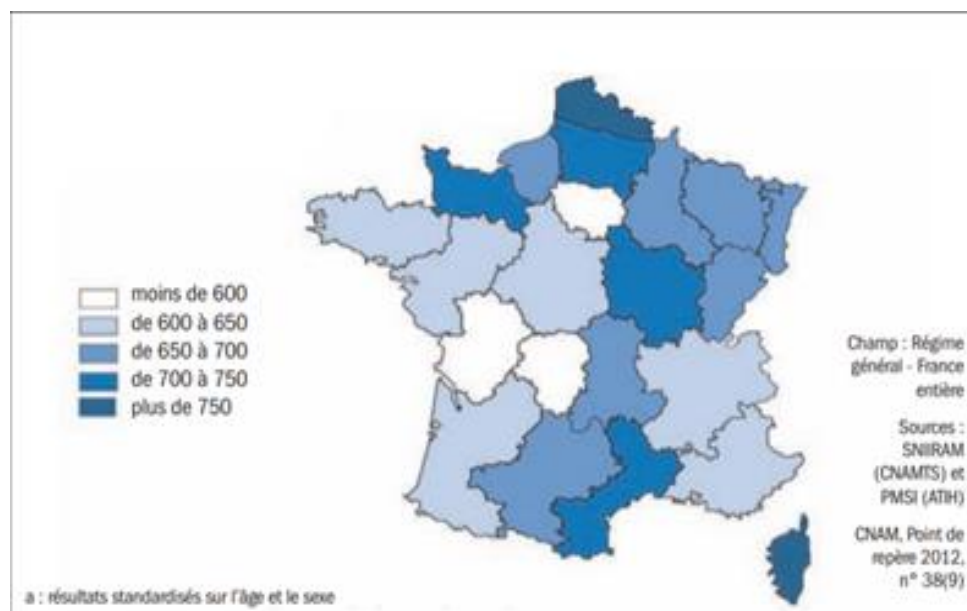 moins de 600
de 600 à 650
de 650 à 700
de 700 à 750
plus de 750
Champ : Régime
général - France
entière
Sources :
SNIIRAM
(CNAMTS) et
PMSI (ATIH)
CNAM, Point de
repère 2012,
n° 38(9)
a : résultats standardisés sur l'âge et le sexe